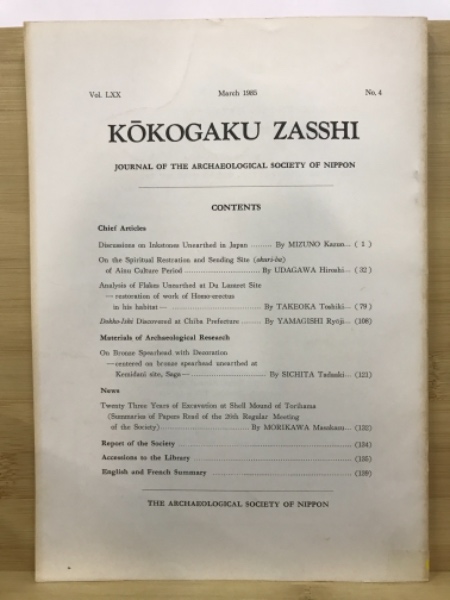 Vol. LXX March 1985 No. 4
KŌKOGAKU ZASSHI
JOURNAL OF THE ARCHAEOLOGICAL SOCIETY OF NIPPON
CONTENTS
Chief Articles
Discussions on Inkstones Unearthed in Japan ........ By MIZUNO Kazuo... ( 1 )
On the Spiritual Restration and Sending Site (okuri-ba)
of Ainu Culture Period ........................ By UDAGAWA Hiroshi... ( 32 )
Analysis of Flakes Unearthed at Du Lazaret Site
— restoration of work of Homo-erectus
in his habitat — .............................. By TAKEOKA Toshiki... ( 79 )
Dokko-Ishi Discovered at Chiba Prefecture ....... By YAMAGISHI Ryōji... (108)
Materials of Archaeological Research
On Bronze Spearhead with Decoration
— centered on bronze spearhead unearthed at
Kemidani site, Saga — ......................... By SICHITA Tadaaki... (121)
News
Twenty Three Years of Excavation at Shell Mound of Torihama
(Summaries of Papers Read of the 26th Regular Meeting
of the Society) ........................ By MORIKAWA Masakazu... (132)
Report of the Society .................................................. (134)
Accessions to the Library .............................................. (135)
English and French Summary ............................................. (139)
THE ARCHAEOLOGICAL SOCIETY OF NIPPON